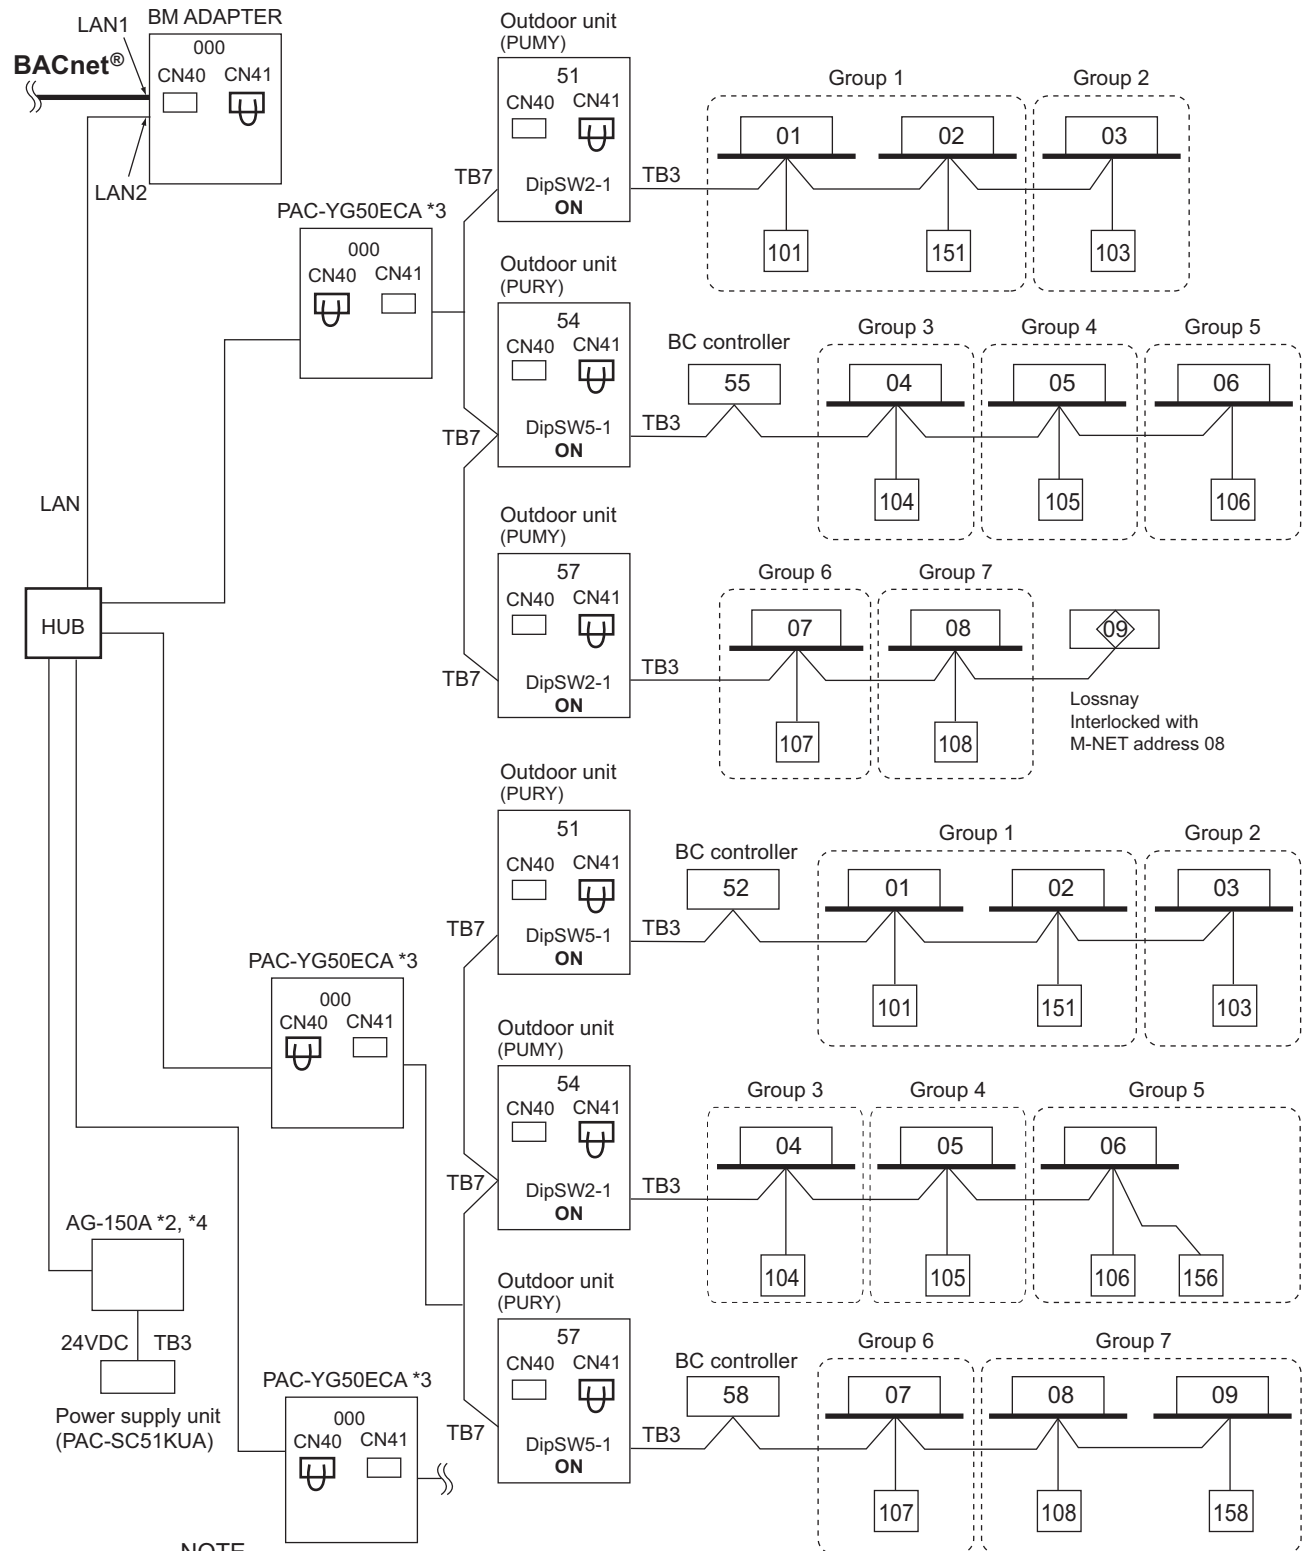 LAN1
BM ADAPTER
000
CN40 CN41
BACnet®
LAN2
LAN
HUB
PAC-YG50ECA *3
000
CN40 CN41
TB7
Outdoor unit
(PUMY)
51
CN40 CN41
DipSW2-1
ON
TB3
Group 1
01
02
101
151
Group 2
03
103
TB7
Outdoor unit
(PURY)
54
CN40 CN41
DipSW5-1
ON
TB3
BC controller
55
Group 3
04
104
Group 4
05
105
Group 5
06
106
TB7
Outdoor unit
(PUMY)
57
CN40 CN41
DipSW2-1
ON
TB3
Group 6
07
107
Group 7
08
108
09
Lossnay
Interlocked with
M-NET address 08
PAC-YG50ECA *3
000
CN40 CN41
TB7
Outdoor unit
(PURY)
51
CN40 CN41
DipSW5-1
ON
TB3
BC controller
52
Group 1
01
02
101
151
Group 2
03
103
TB7
Outdoor unit
(PUMY)
54
CN40 CN41
DipSW2-1
ON
TB3
Group 3
04
104
Group 4
05
105
Group 5
06
106
156
TB7
Outdoor unit
(PURY)
57
CN40 CN41
DipSW5-1
ON
TB3
BC controller
58
Group 6
07
107
Group 7
08
09
108
158
AG-150A *2, *4
24VDC TB3
Power supply unit
(PAC-SC51KUA)
PAC-YG50ECA *3
000
CN40 CN41
NOTE